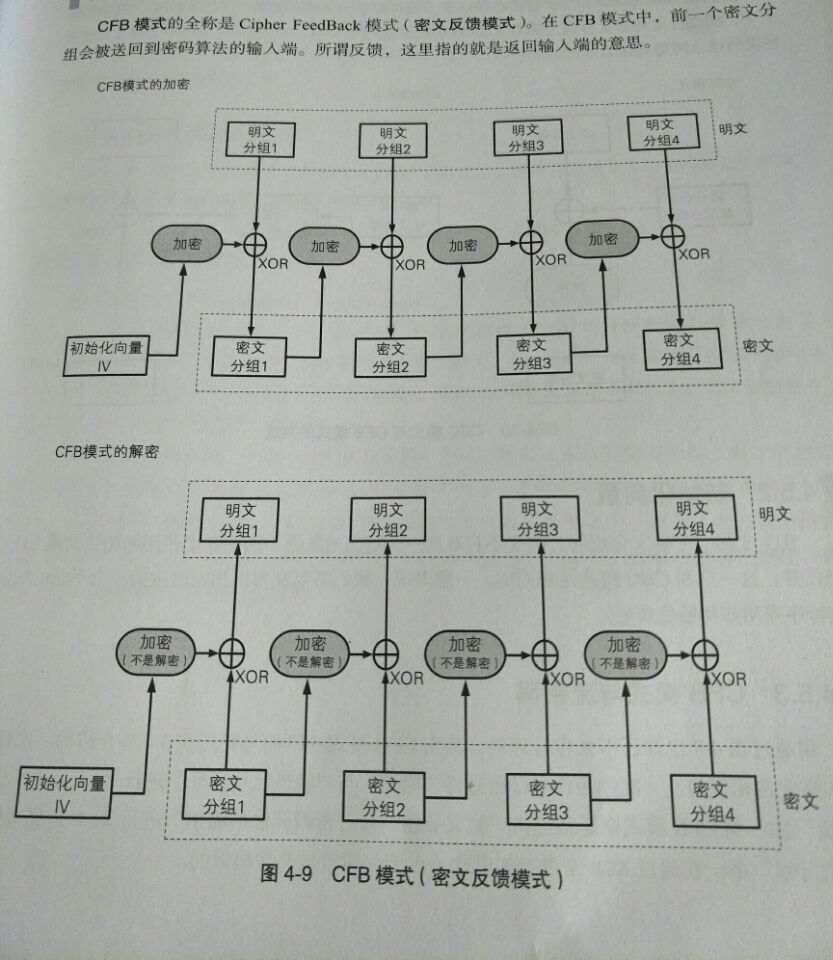 CFB 模式的全称是 Cipher FeedBack 模式（密文反馈模式）。在 CFB 模式中，前一个密文分
组会被送回到密码算法的输入端。所谓反馈，这里指的就是返回输入端的意思。
CFB模式的加密
明文
分组1
明文
分组2
明文
分组3
明文
分组4
明文
加密
XOR
加密
XOR
加密
XOR
加密
XOR
初始化向量
IV
密文
分组1
密文
分组2
密文
分组3
密文
分组4
密文
CFB模式的解密
明文
分组1
明文
分组2
明文
分组3
明文
分组4
明文
加密
（不是解密）
XOR
加密
（不是解密）
XOR
加密
（不是解密）
XOR
加密
（不是解密）
XOR
初始化向量
IV
密文
分组1
密文
分组2
密文
分组3
密文
分组4
密文
图 4-9 CFB 模式（密文反馈模式）